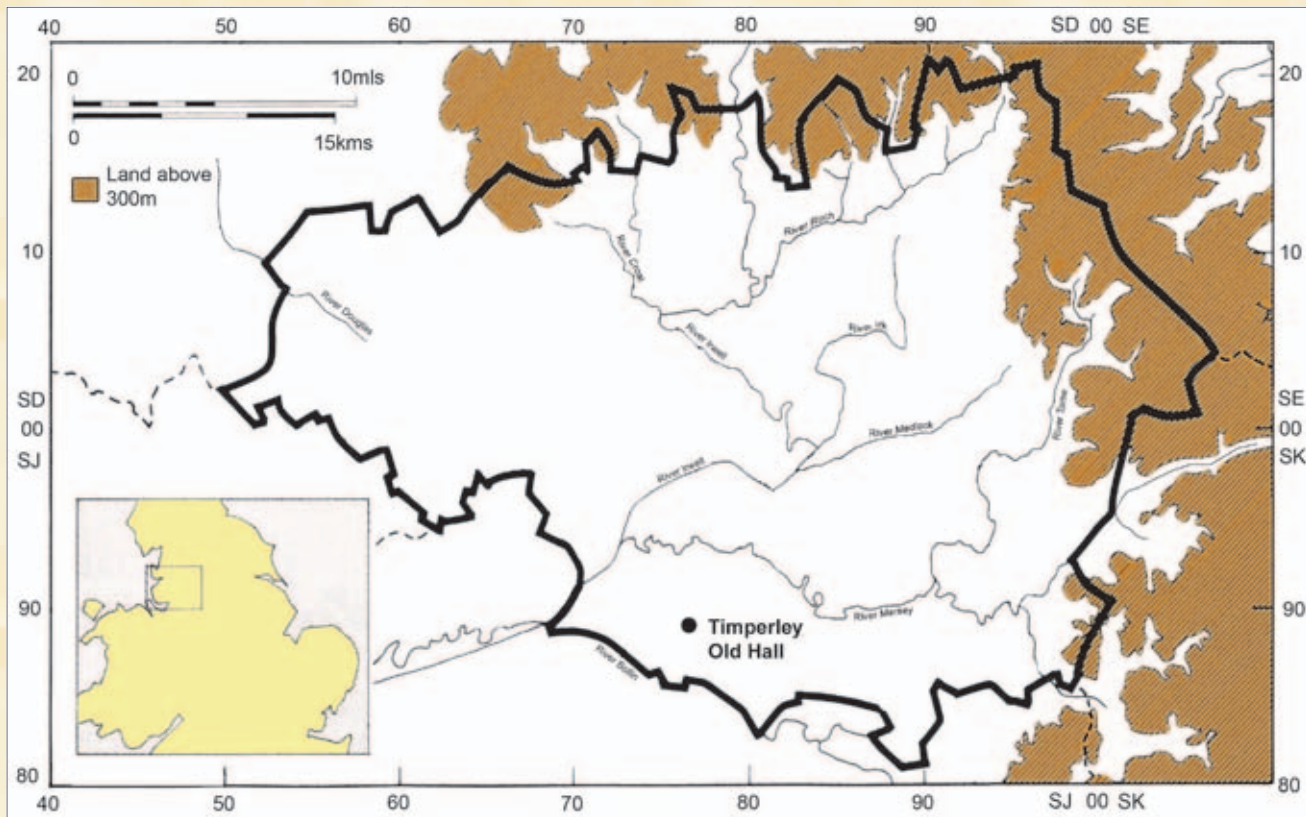 40 50 60 70 80 90 SD 00 SE
20 20
0 10mls
0 15kms
Land above
300m
10 10
River Roch
River Croal
River Douglas
River Irwell
River Irk
River Tame
River Medlock
SD SE
00 00
SJ SK
River Irwell
90 90
River Mersey
Timperley
Old Hall
River Bollin
80 80
40 50 60 70 80 90 SJ 00 SK